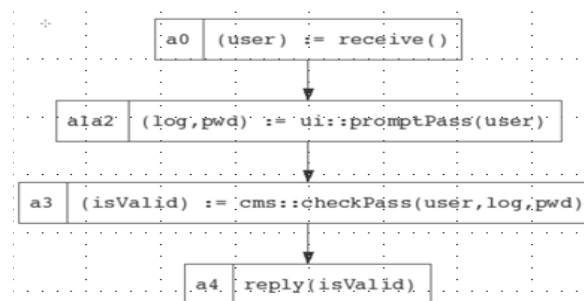 a0 (user) := receive()
a1a2 (log,pwd) := ui::promptPass(user)
a3 (isValid) := cms::checkPass(user,log,pwd)
a4 reply(isValid)